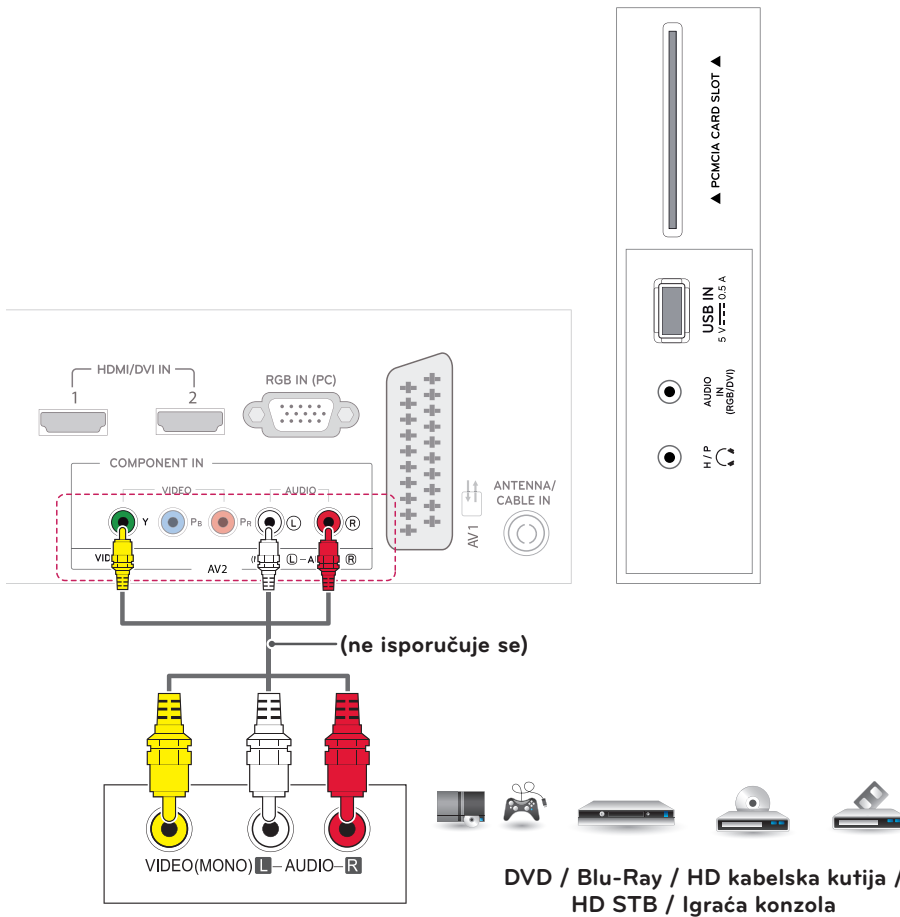 ▲ PCMCIA CARD SLOT ▲
USB IN
5 V 0.5 A
AUDIO
IN
(RGB/DVI)
H / P
HDMI/DVI IN
1 2
RGB IN (PC)
COMPONENT IN
VIDEO AUDIO
Y PB PR L R
L R
AV2
AV 1
ANTENNA/
CABLE IN
(ne isporučuje se)
VIDEO(MONO) L – AUDIO – R
DVD / Blu-Ray / HD kabelska kutija /
HD STB / Igraća konzola